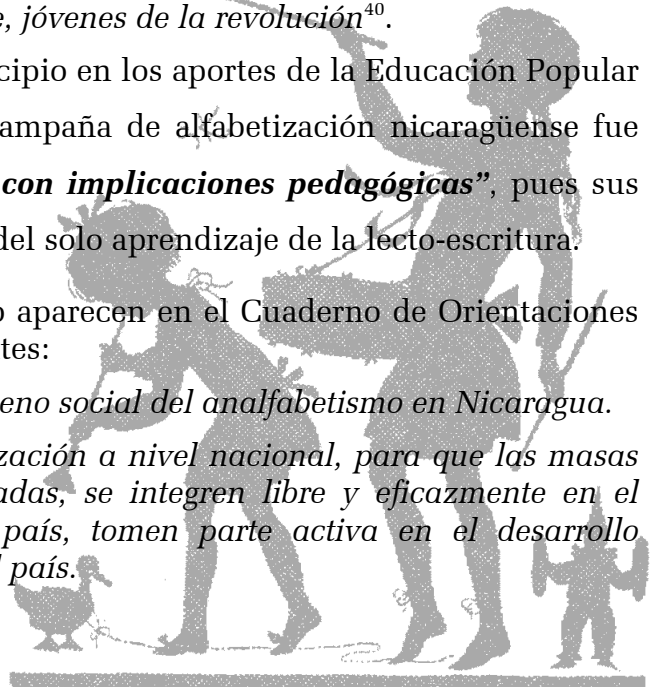 , jóvenes de la revolución⁴⁰.
cipio en los aportes de la Educación Popular
ampaña de alfabetización nicaragüense fue
con implicaciones pedagógicas”, pues sus
del solo aprendizaje de la lecto-escritura.
o aparecen en el Cuaderno de Orientaciones
tes:
eno social del analfabetismo en Nicaragua.
zación a nivel nacional, para que las masas
adas, se integren libre y eficazmente en el
país, tomen parte activa en el desarrollo
país.